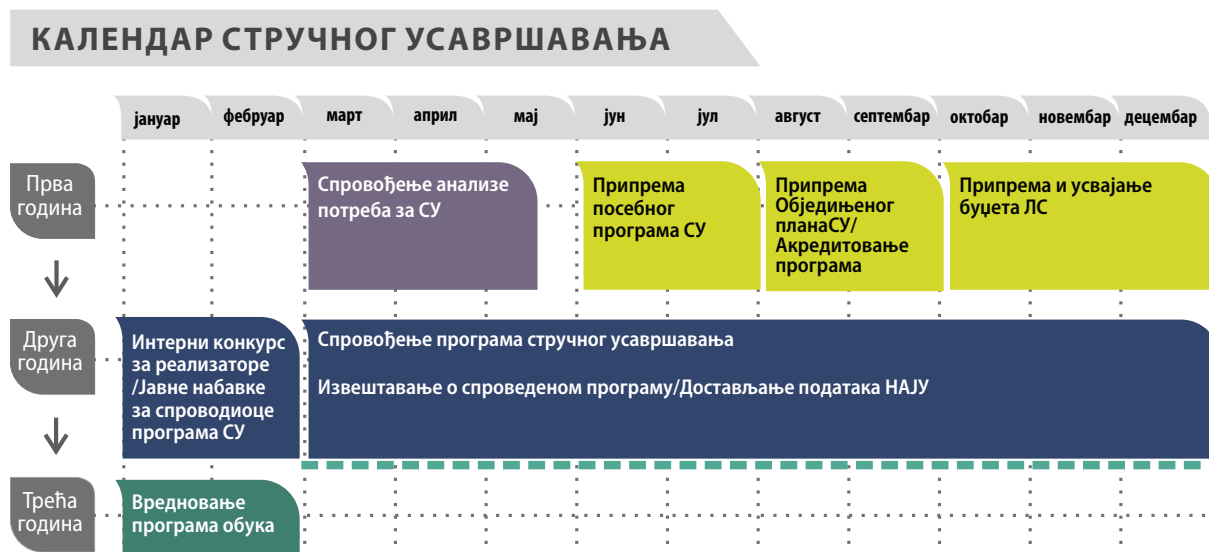 КАЛЕНДАР СТРУЧНОГ УСАВРШАВАЊА
јануар фебруар март април мај јун јул август септембар октобар новембар децембар
Прва
година
Спровођење анализе
потреба за СУ
Припрема
посебног
програма СУ
Припрема
Обједињеног
планаСУ/
Акредитовање
програма
Припрема и усвајање
буџета ЛС
Друга
година
Интерни конкурс
за реализаторе
/Јавне набавке
за спроводиоце
програма СУ
Спровођење програма стручног усавршавања
Извештавање о спроведеном програму/Достављање података НАЈУ
Трећа
година
Вредновање
програма обука